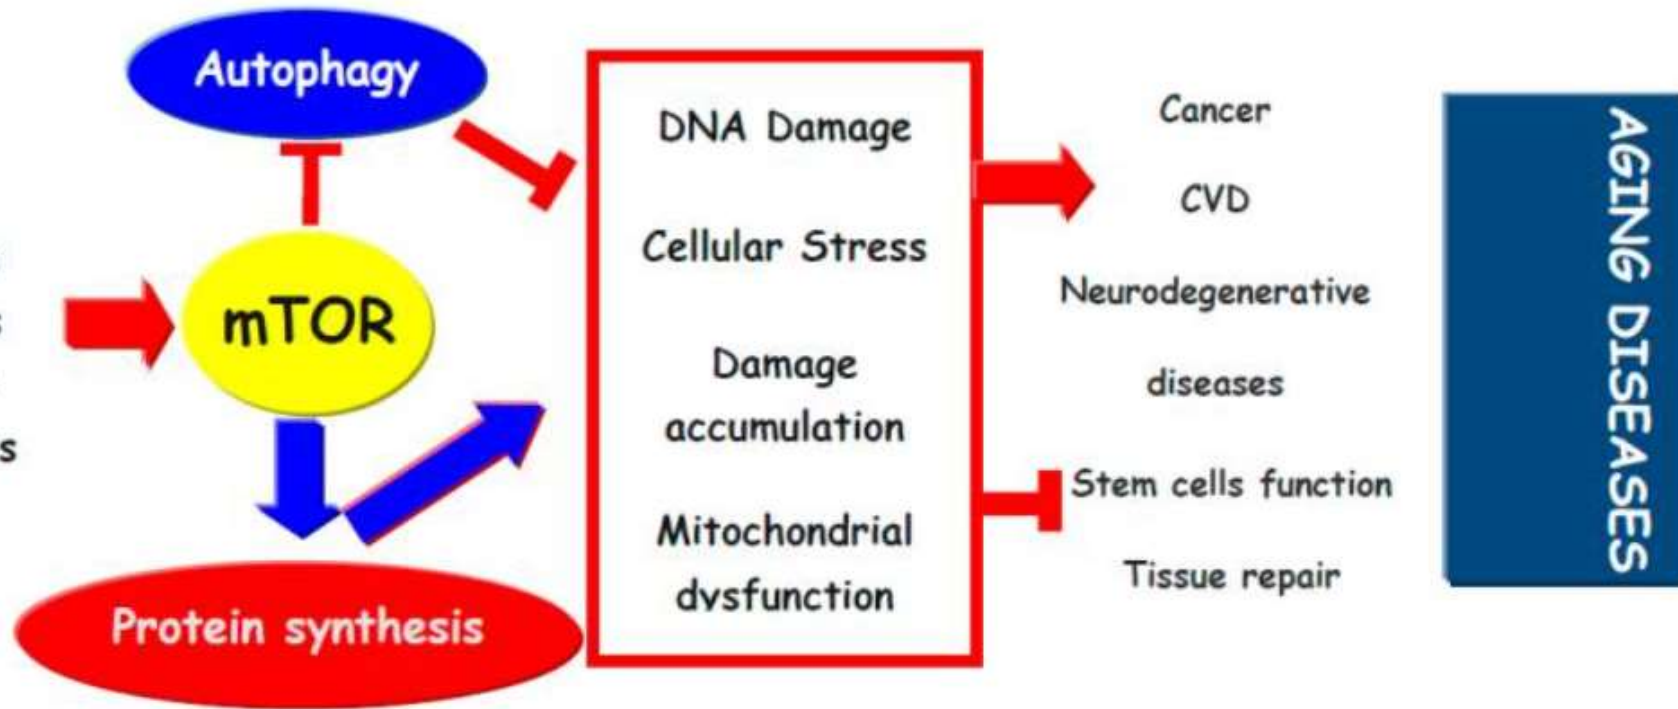 Autophagy
mTOR
Protein synthesis
DNA Damage
Cellular Stress
Damage
accumulation
Mitochondrial
dysfunction
Cancer
CVD
Neurodegenerative
diseases
Stem cells function
Tissue repair
AGING DISEASES